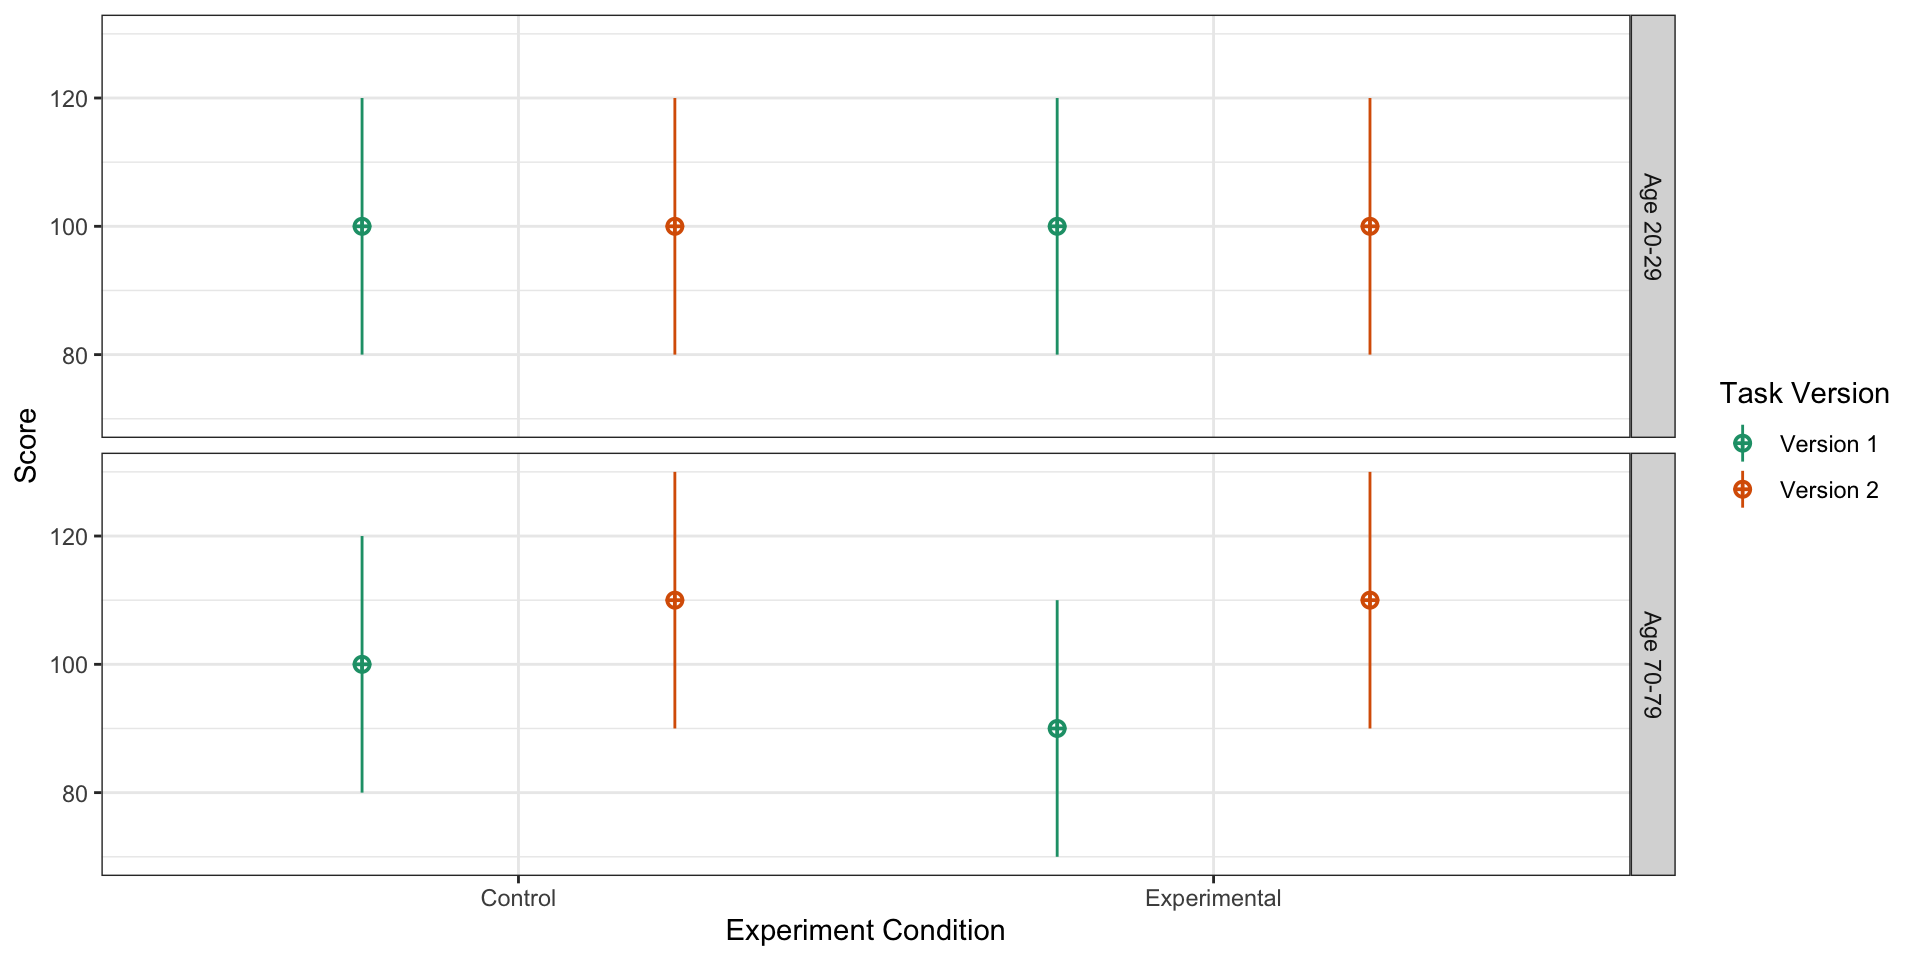 Score
120
100
80
Age 20-29
120
100
80
Age 70-79
Control
Experimental
Experiment Condition
Task Version
Version 1
Version 2